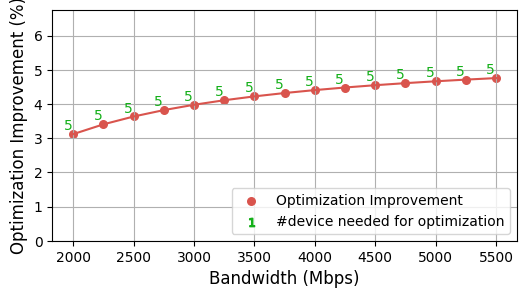 Optimization Improvement (%)
6
5
4
3
2
1
0
5 5 5 5 5 5 5 5 5 5 5 5 5 5 5
Optimization Improvement
1 #device needed for optimization
2000 2500 3000 3500 4000 4500 5000 5500
Bandwidth (Mbps)